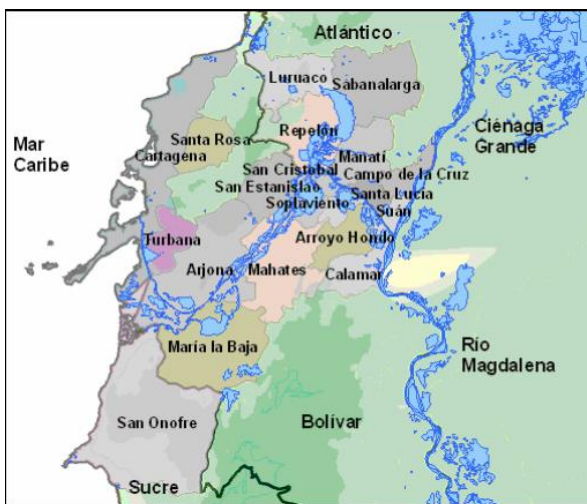 Atlántico
Luruaco
Sabanalarga
Mar
Caribe
Santa Rosa
Cartagena
Repelón
Ciénaga
Grande
Manatí
San Cristobal
Campo de la Cruz
San Estanislao
Santa Lucía
Soplaviento
Suán
Turbana
Arroyo Hondo
Arjona
Mahates
Calamar
María la Baja
Río
Magdalena
San Onofre
Bolívar
Sucre